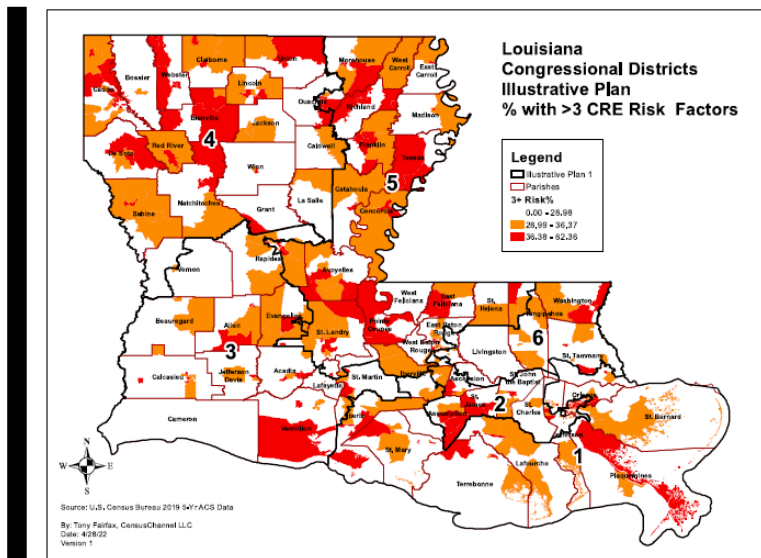 Louisiana
Congressional Districts
Illustrative Plan
% with >3 CRE Risk Factors
Legend
Illustrative Plan 1
Parishes
3+ Risk%
0.00 - 28.98
28,99 - 36,37
36.38 - 62.36
Claiborne
Union
Morehouse
West
Carroll
East
Carroll
Bossier
Webster
Lincoln
Caddo
Ouachita
Richland
Madison
Bienville
Jackson
4
De Soto
Red River
Caldwell
Franklin
Tensas
Winn
5
Catahoula
Natchitoches
La Salle
Concordia
Sabine
Grant
Vernon
Rapides
Avoyelles
West
Feliciana
East
Feliciana
St.
Helena
Washington
Tangipahoa
Beauregard
Allen
Evangeline
St. Landry
Pointe
Coupee
East Baton
Rouge
West Baton
Rouge
6
Livingston
St. Tammany
3
Calcasieu
Jefferson
Davis
Acadia
Lafayette
St. Martin
Iberville
Ascension
St. John
the Baptist
Orleans
Cameron
Vermilion
Iberia
Assumption
St.
James
2
St.
Charles
Jefferson
St. Bernard
St. Mary
1
Lafourche
Plaquemines
Terrebonne
N
W
E
S
Source: U.S. Census Bureau 2019 5-Yr ACS Data
By: Tony Fairfax, CensusChannel LLC
Date: 4/28/22
Version 1